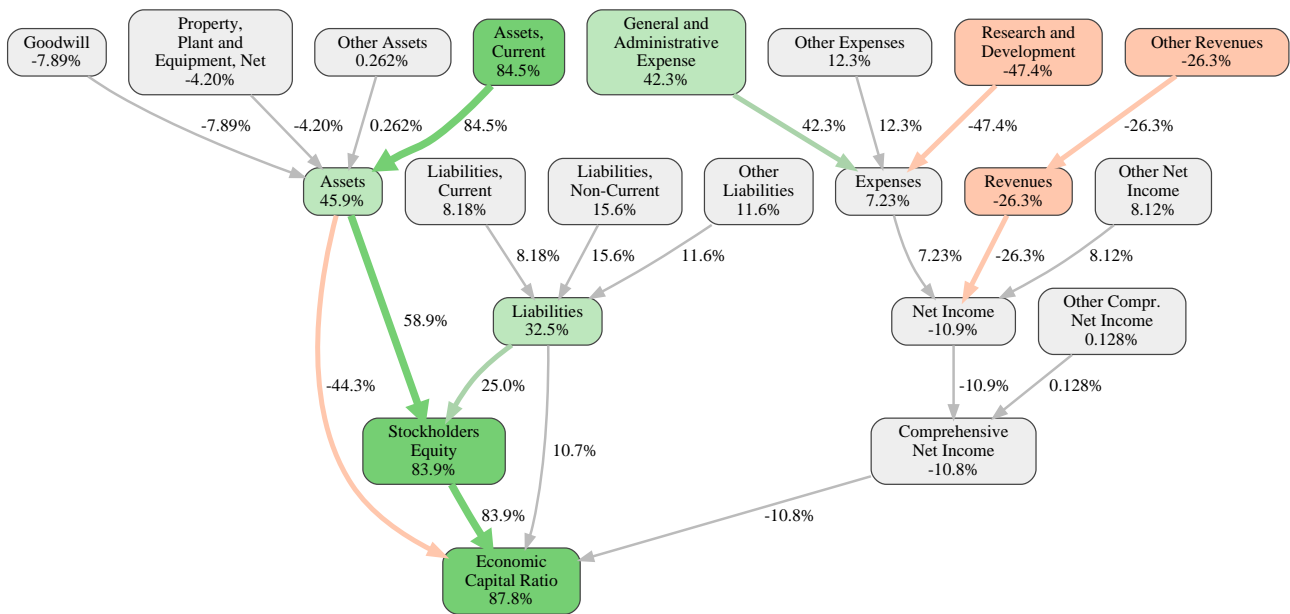 Goodwill
-7.89%
Property,
Plant and
Equipment, Net
-4.20%
Other Assets
0.262%
Assets,
Current
84.5%
General and
Administrative
Expense
42.3%
Other Expenses
12.3%
Research and
Development
-47.4%
Other Revenues
-26.3%
-7.89%
-4.20%
0.262%
84.5%
42.3%
12.3%
-47.4%
-26.3%
Assets
45.9%
Liabilities,
Current
8.18%
Liabilities,
Non-Current
15.6%
Other
Liabilities
11.6%
Expenses
7.23%
Revenues
-26.3%
Other Net
Income
8.12%
8.18%
15.6%
11.6%
7.23%
-26.3%
8.12%
58.9%
Liabilities
32.5%
Net Income
-10.9%
Other Compr.
Net Income
0.128%
-44.3%
25.0%
-10.9%
0.128%
Stockholders
Equity
83.9%
10.7%
Comprehensive
Net Income
-10.8%
83.9%
-10.8%
Economic
Capital Ratio
87.8%